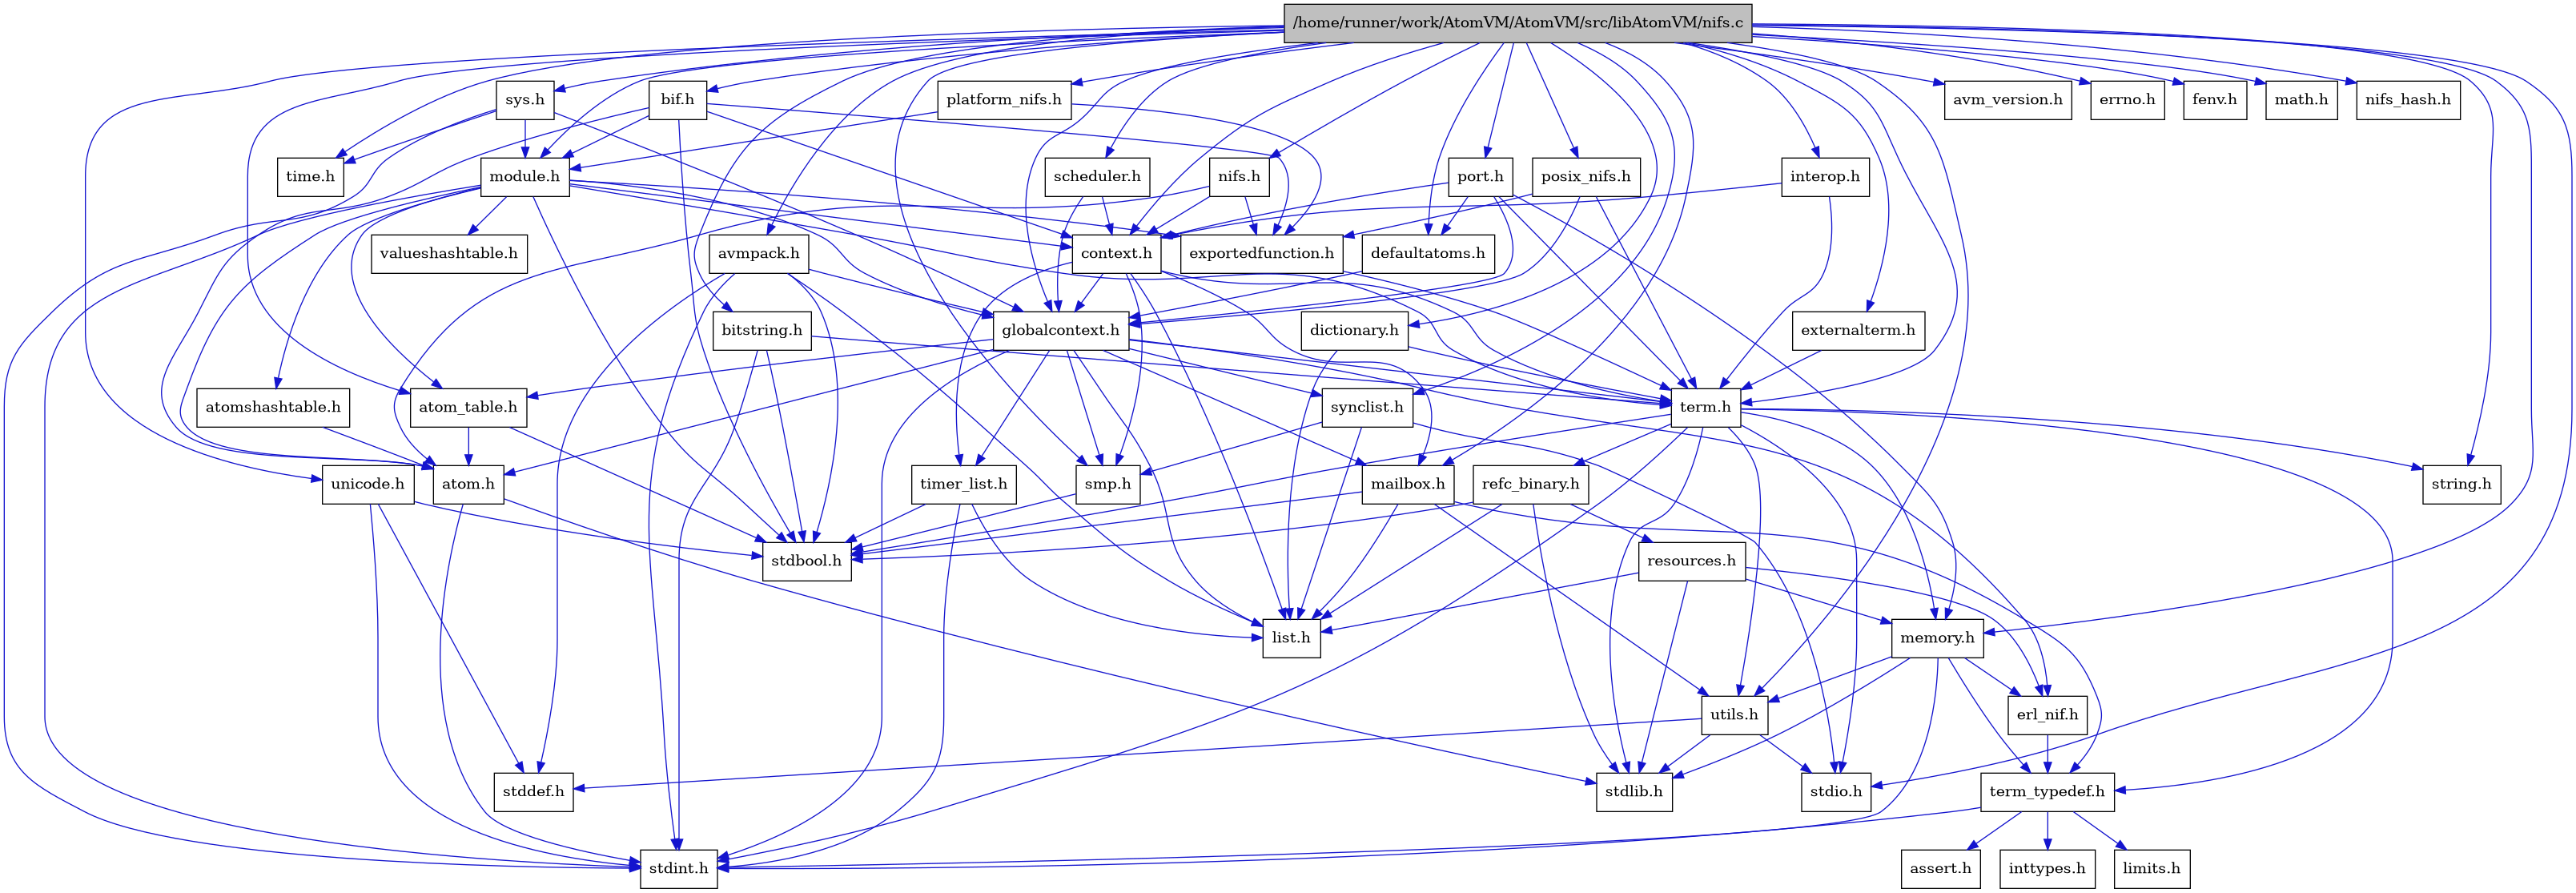 /home/runner/work/AtomVM/AtomVM/src/libAtomVM/nifs.c
sys.h
bif.h
platform_nifs.h
avm_version.h
errno.h
fenv.h
math.h
nifs_hash.h
time.h
module.h
scheduler.h
nifs.h
port.h
posix_nifs.h
interop.h
valueshashtable.h
avmpack.h
context.h
exportedfunction.h
defaultatoms.h
bitstring.h
globalcontext.h
dictionary.h
externalterm.h
atomshashtable.h
atom_table.h
synclist.h
term.h
unicode.h
atom.h
timer_list.h
smp.h
mailbox.h
refc_binary.h
string.h
stdbool.h
resources.h
list.h
memory.h
utils.h
erl_nif.h
stddef.h
stdlib.h
stdio.h
term_typedef.h
stdint.h
assert.h
inttypes.h
limits.h